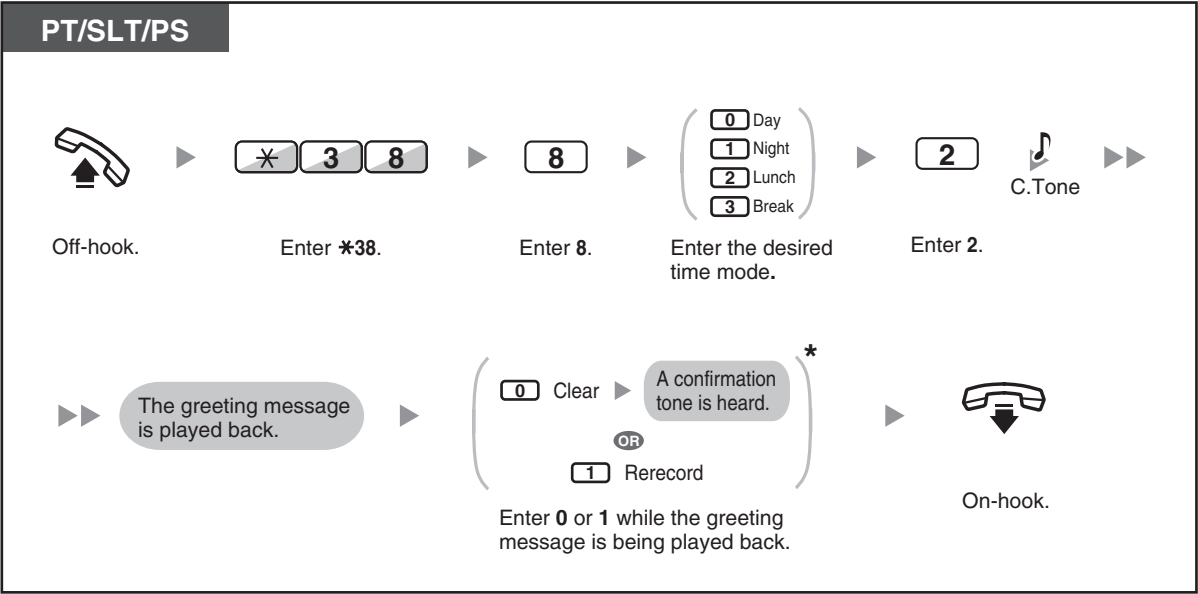 PT/SLT/PS
0 Day
1 Night
2 Lunch
3 Break
✳ 3 8
8
2
C.Tone
Off-hook.
Enter ✳38.
Enter 8.
Enter the desired
time mode.
Enter 2.
The greeting message
is played back.
0 Clear
A confirmation
tone is heard.
*
OR
1 Rerecord
Enter 0 or 1 while the greeting
message is being played back.
On-hook.